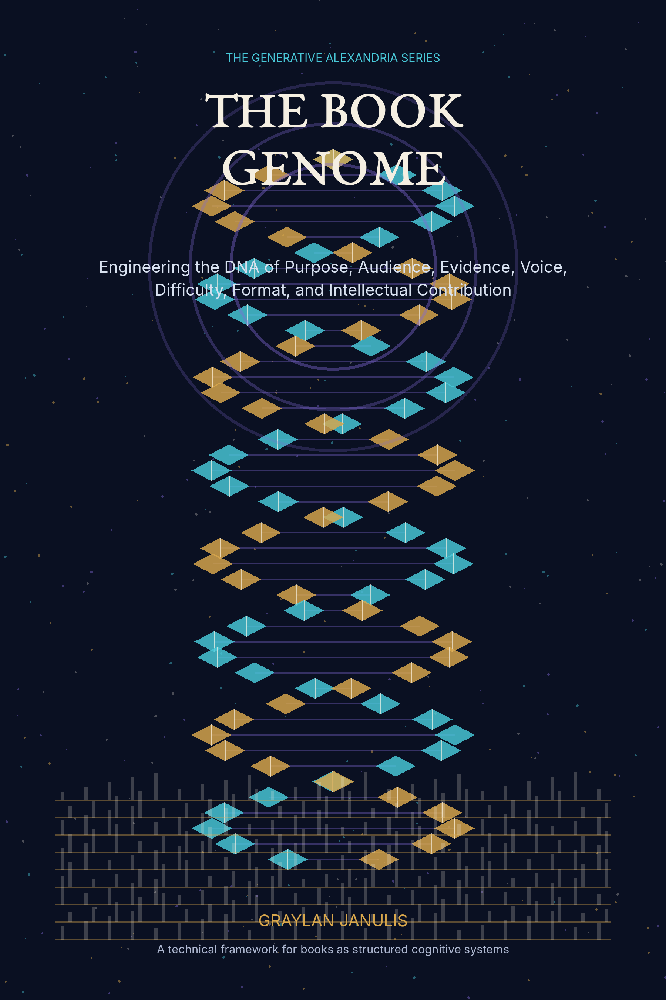 THE GENERATIVE ALEXANDRIA SERIES
THE BOOK
GENOME
Engineering the DNA of Purpose, Audience, Evidence, Voice,
Difficulty, Format, and Intellectual Contribution
GRAYLAN JANULIS
A technical framework for books as structured cognitive systems